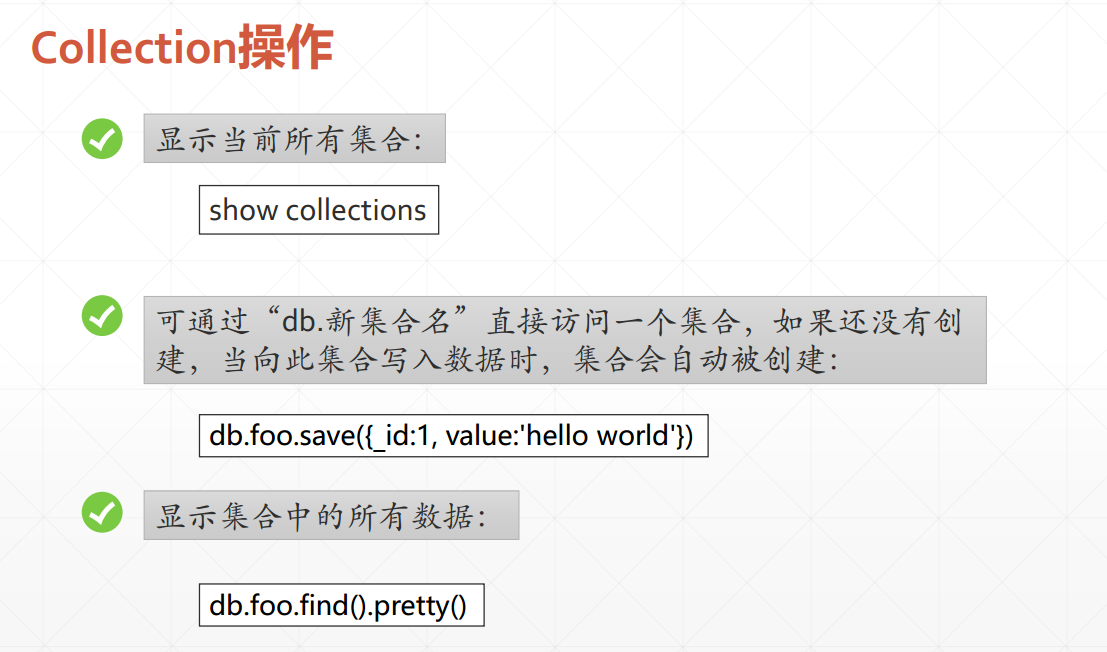 Collection操作
显示当前所有集合：
show collections
可通过“db.新集合名”直接访问一个集合，如果还没有创
建，当向此集合写入数据时，集合会自动被创建：
db.foo.save({_id:1, value:'hello world'})
显示集合中的所有数据：
db.foo.find().pretty()